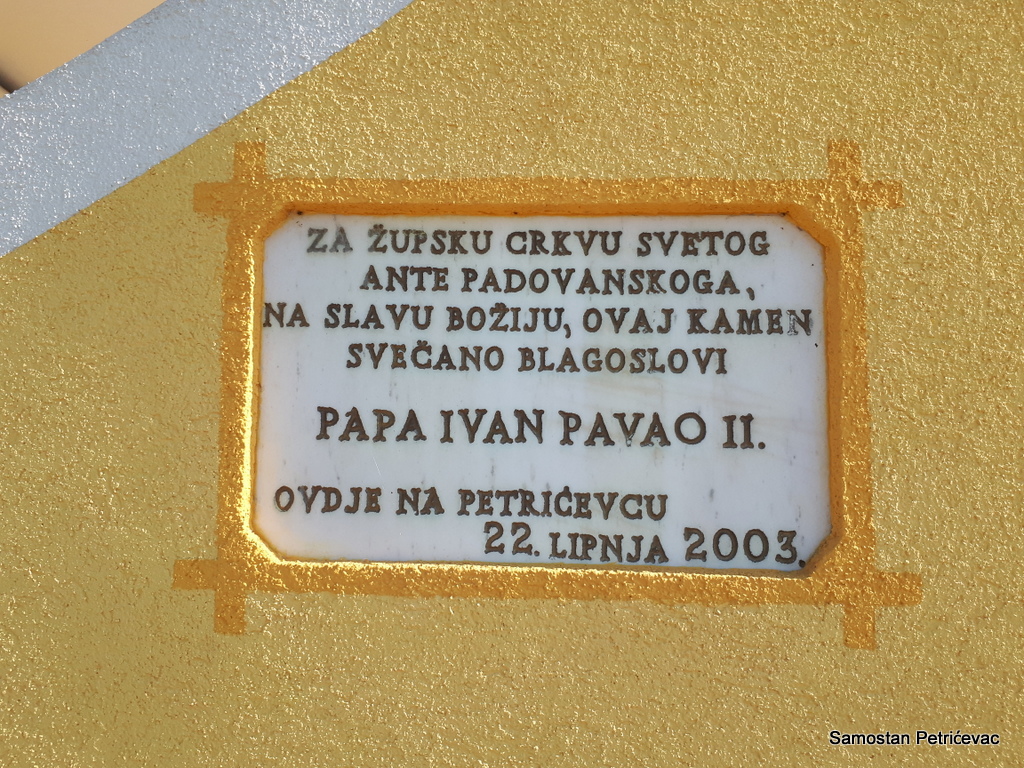 ZA ŽUPSKU CRKVU SVETOG
ANTE PADOVANSKOGA,
NA SLAVU BOŽIJU, OVAJ KAMEN
SVEČANO BLAGOSLOVI
PAPA IVAN PAVAO II.
OVDJE NA PETRIĆEVCU
22. LIPNJA 2003.
Samostan Petrićevac